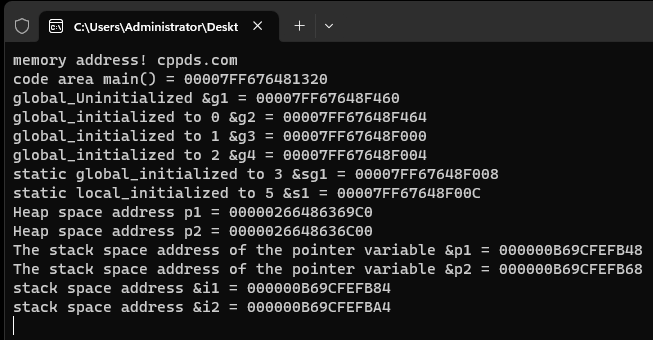 C:\Users\Administrator\Deskt
memory address! cppds.com
code area main() = 00007FF676481320
global_Uninitialized &g1 = 00007FF67648F460
global_initialized to 0 &g2 = 00007FF67648F464
global_initialized to 1 &g3 = 00007FF67648F000
global_initialized to 2 &g4 = 00007FF67648F004
static global_initialized to 3 &sg1 = 00007FF67648F008
static local_initialized to 5 &s1 = 00007FF67648F00C
Heap space address p1 = 00000266486369C0
Heap space address p2 = 0000026648636C00
The stack space address of the pointer variable &p1 = 000000B69CFEFB48
The stack space address of the pointer variable &p2 = 000000B69CFEFB68
stack space address &i1 = 000000B69CFEFB84
stack space address &i2 = 000000B69CFEFBA4